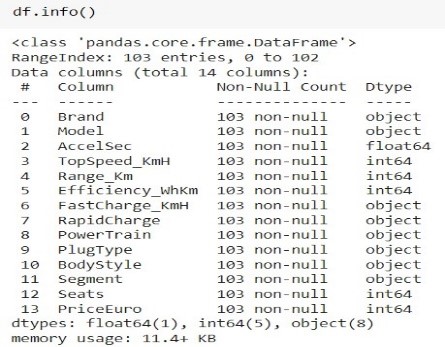 df.info()
<class 'pandas.core.frame.DataFrame'>
RangeIndex: 103 entries, 0 to 102
Data columns (total 14 columns):
 #   Column           Non-Null Count  Dtype
---  ------           --------------  -----
 0   Brand            103 non-null    object
 1   Model            103 non-null    object
 2   AccelSec         103 non-null    float64
 3   TopSpeed_KmH     103 non-null    int64
 4   Range_Km         103 non-null    int64
 5   Efficiency_WhKm  103 non-null    int64
 6   FastCharge_KmH   103 non-null    object
 7   RapidCharge      103 non-null    object
 8   PowerTrain       103 non-null    object
 9   PlugType         103 non-null    object
 10  BodyStyle        103 non-null    object
 11  Segment          103 non-null    object
 12  Seats            103 non-null    int64
 13  PriceEuro        103 non-null    int64
dtypes: float64(1), int64(5), object(8)
memory usage: 11.4+ KB